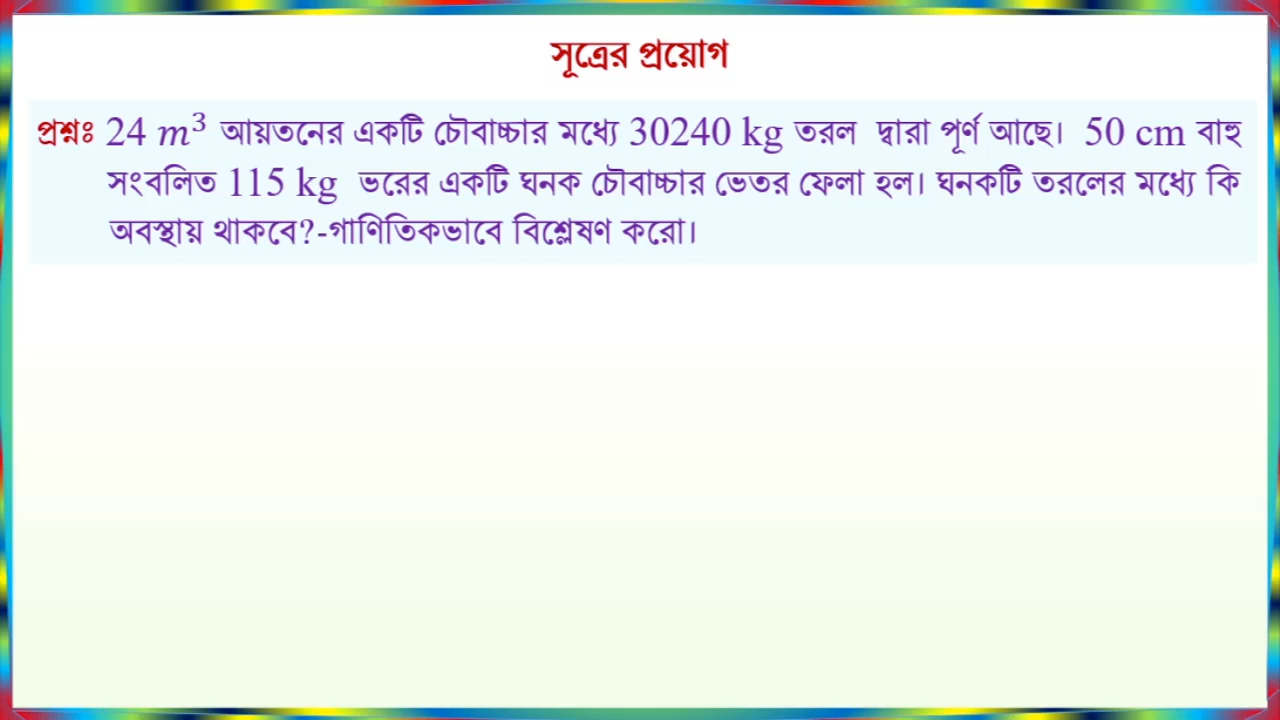 সূত্রের প্রয়োগ
প্রশ্নঃ 24 m³ আয়তনের একটি চৌবাচ্চার মধ্যে 30240 kg তরল দ্বারা পূর্ণ আছে। 50 cm বাহু
সংবলিত 115 kg ভরের একটি ঘনক চৌবাচ্চার ভেতর ফেলা হল। ঘনকটি তরলের মধ্যে কি
অবস্থায় থাকবে?-গাণিতিকভাবে বিশ্লেষণ করো।